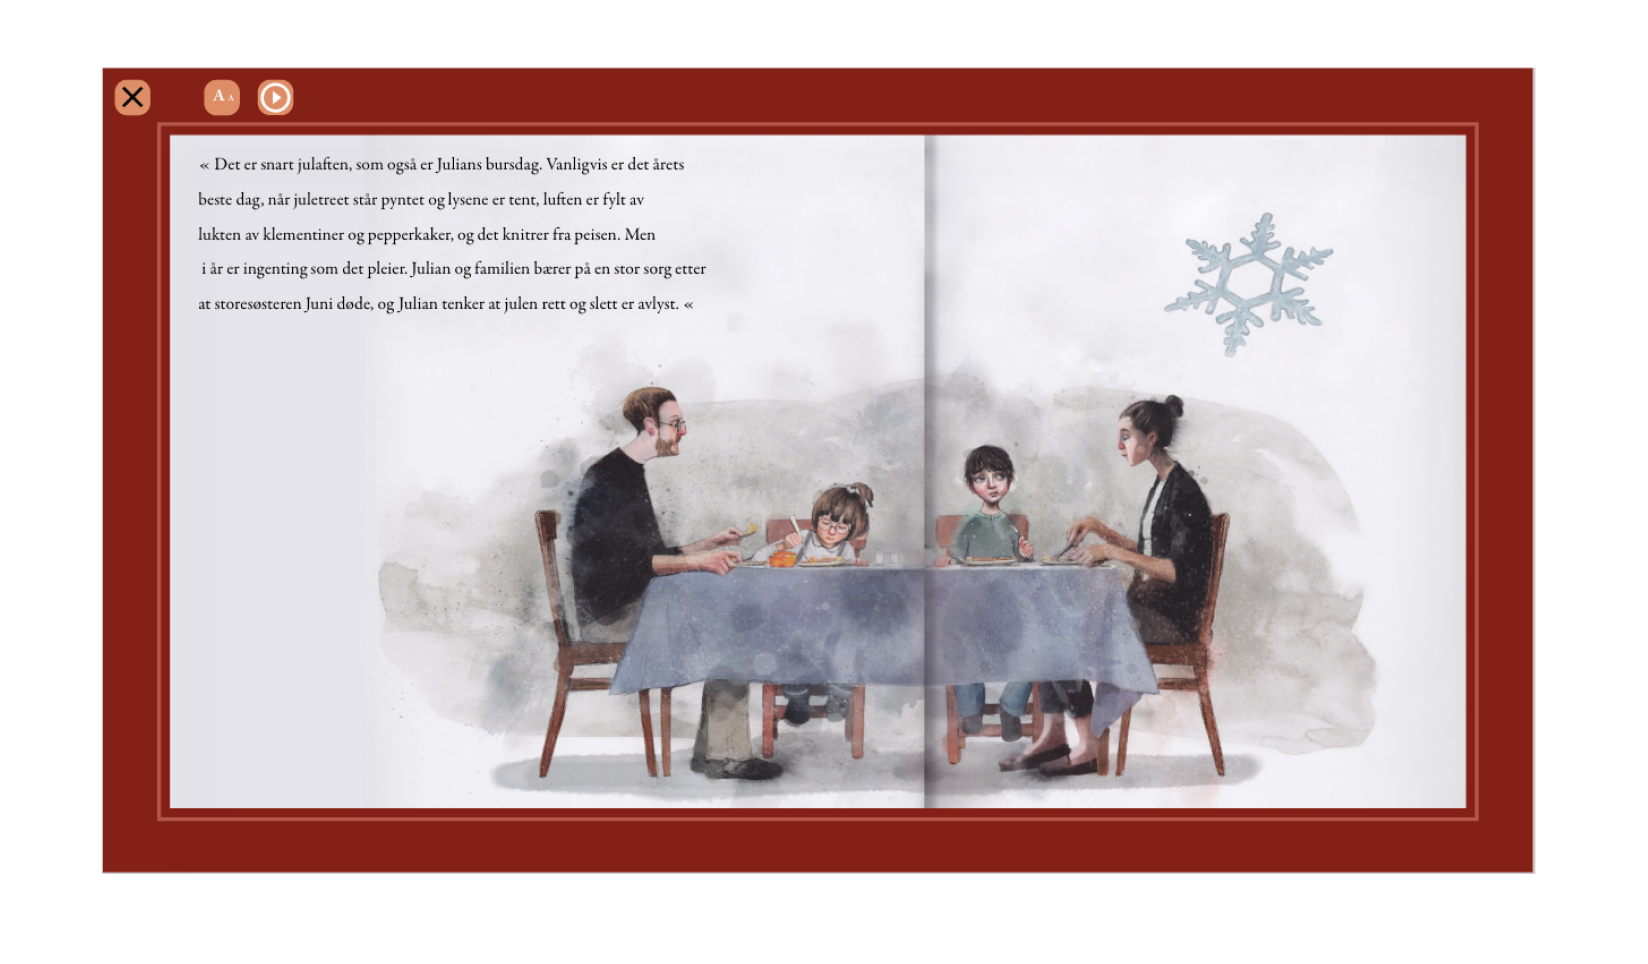 A A
« Det er snart julaften, som også er Julians bursdag. Vanligvis er det årets
beste dag, når juletreet står pyntet og lysene er tent, luften er fylt av
lukten av klementiner og pepperkaker, og det knitrer fra peisen. Men
i år er ingenting som det pleier. Julian og familien bærer på en stor sorg etter
at storesøsteren Juni døde, og Julian tenker at julen rett og slett er avlyst. «